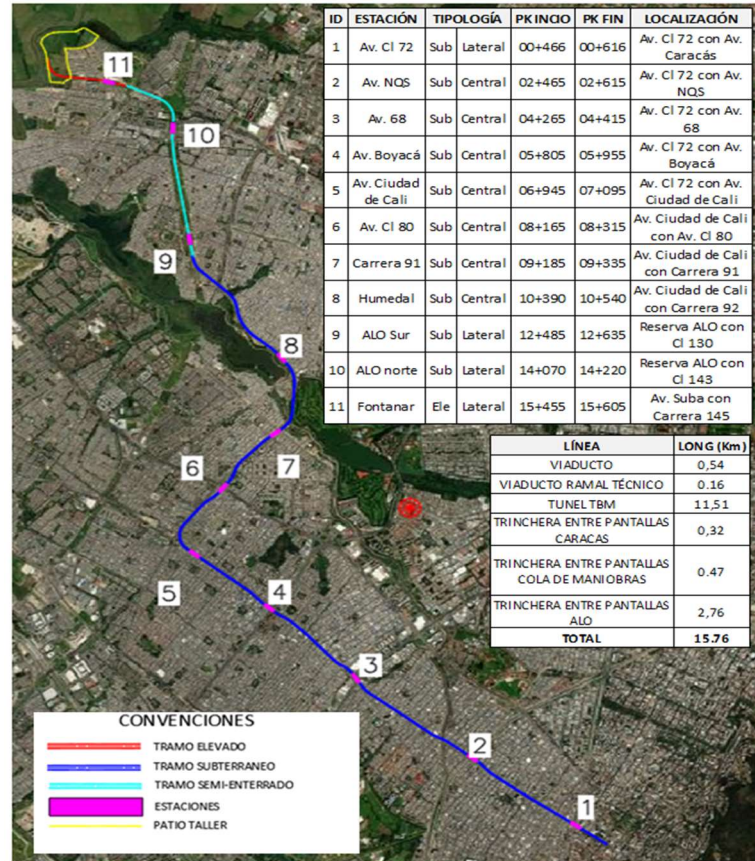 ID ESTACIÓN TIPOLOGÍA PK INCIO PK FIN LOCALIZACIÓN
1 Av. Cl 72 Sub Lateral 00+466 00+616 Av. Cl 72 con Av. Caracás
2 Av. NQS Sub Central 02+465 02+615 Av. Cl 72 con Av. NQS
3 Av. 68 Sub Central 04+265 04+415 Av. Cl 72 con Av. 68
4 Av. Boyacá Sub Central 05+805 05+955 Av. Cl 72 con Av. Boyacá
5 Av. Ciudad de Cali Sub Central 06+945 07+095 Av. Cl 72 con Av. Ciudad de Cali
6 Av. Cl 80 Sub Central 08+165 08+315 Av. Ciudad de Cali con Av. Cl 80
7 Carrera 91 Sub Central 09+185 09+335 Av. Ciudad de Cali con Carrera 91
8 Humedal Sub Central 10+390 10+540 Av. Ciudad de Cali con Carrera 92
9 ALO Sur Sub Lateral 12+485 12+635 Reserva ALO con Cl 130
10 ALO norte Sub Lateral 14+070 14+220 Reserva ALO con Cl 143
11 Fontanar Ele Lateral 15+455 15+605 Av. Suba con Carrera 145
LÍNEA LONG (Km)
VIADUCTO 0,54
VIADUCTO RAMAL TÉCNICO 0.16
TUNEL TBM 11,51
TRINCHERA ENTRE PANTALLAS CARACAS 0,32
TRINCHERA ENTRE PANTALLAS COLA DE MANIOBRAS 0.47
TRINCHERA ENTRE PANTALLAS ALO 2,76
TOTAL 15.76
11
10
9
8
7
6
5
4
3
2
1
CONVENCIONES
TRAMO ELEVADO
TRAMO SUBTERRANEO
TRAMO SEMI-ENTERRADO
ESTACIONES
PATIO TALLER